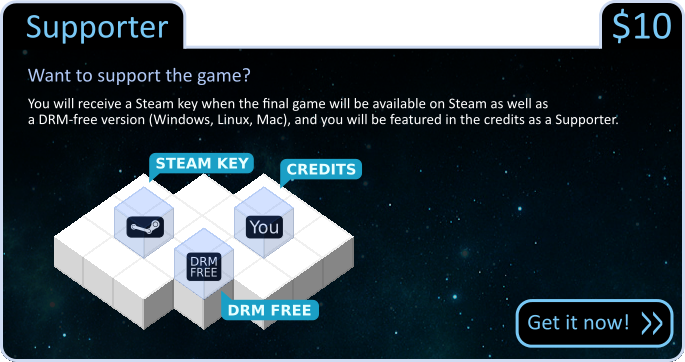 Supporter
$10
Want to support the game?
You will receive a Steam key when the final game will be available on Steam as well as
a DRM-free version (Windows, Linux, Mac), and you will be featured in the credits as a Supporter.
STEAM KEY
CREDITS
You
DRM
FREE
DRM FREE
Get it now!